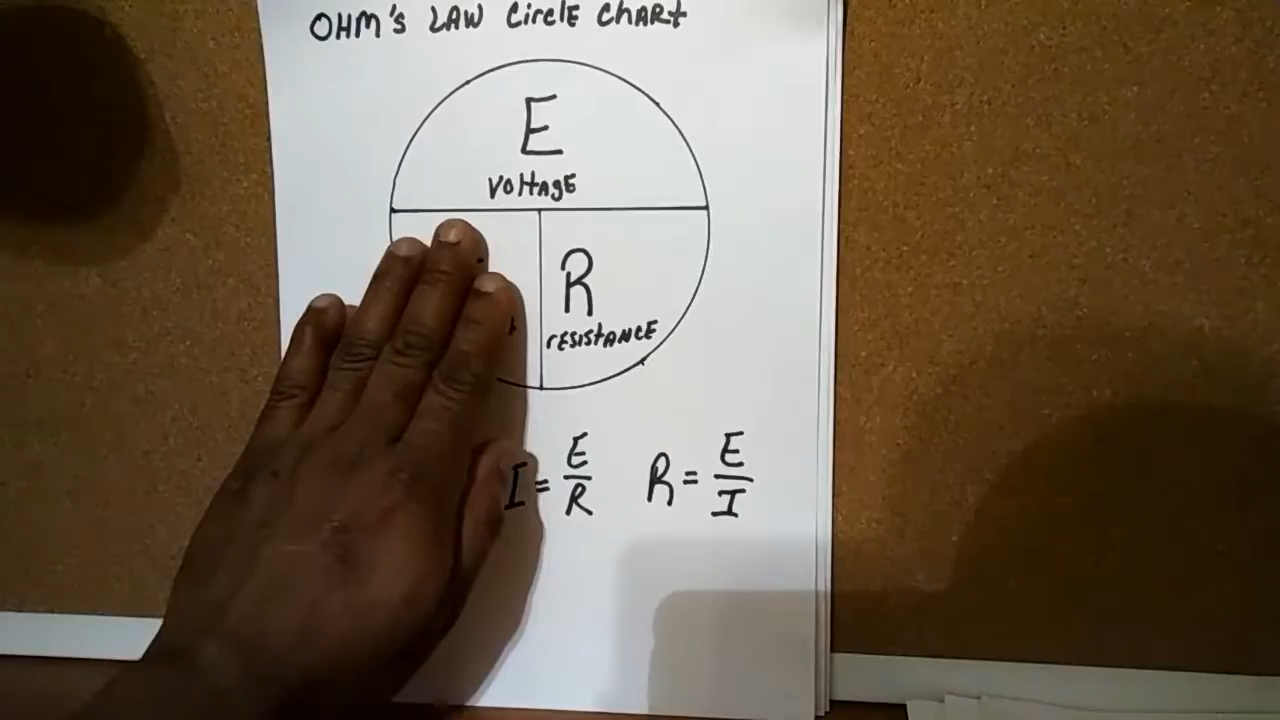 OHM'S LAW CirclE ChARt
E
VoltAgE
R
rESIStANCE
I = E/R
R = E/I